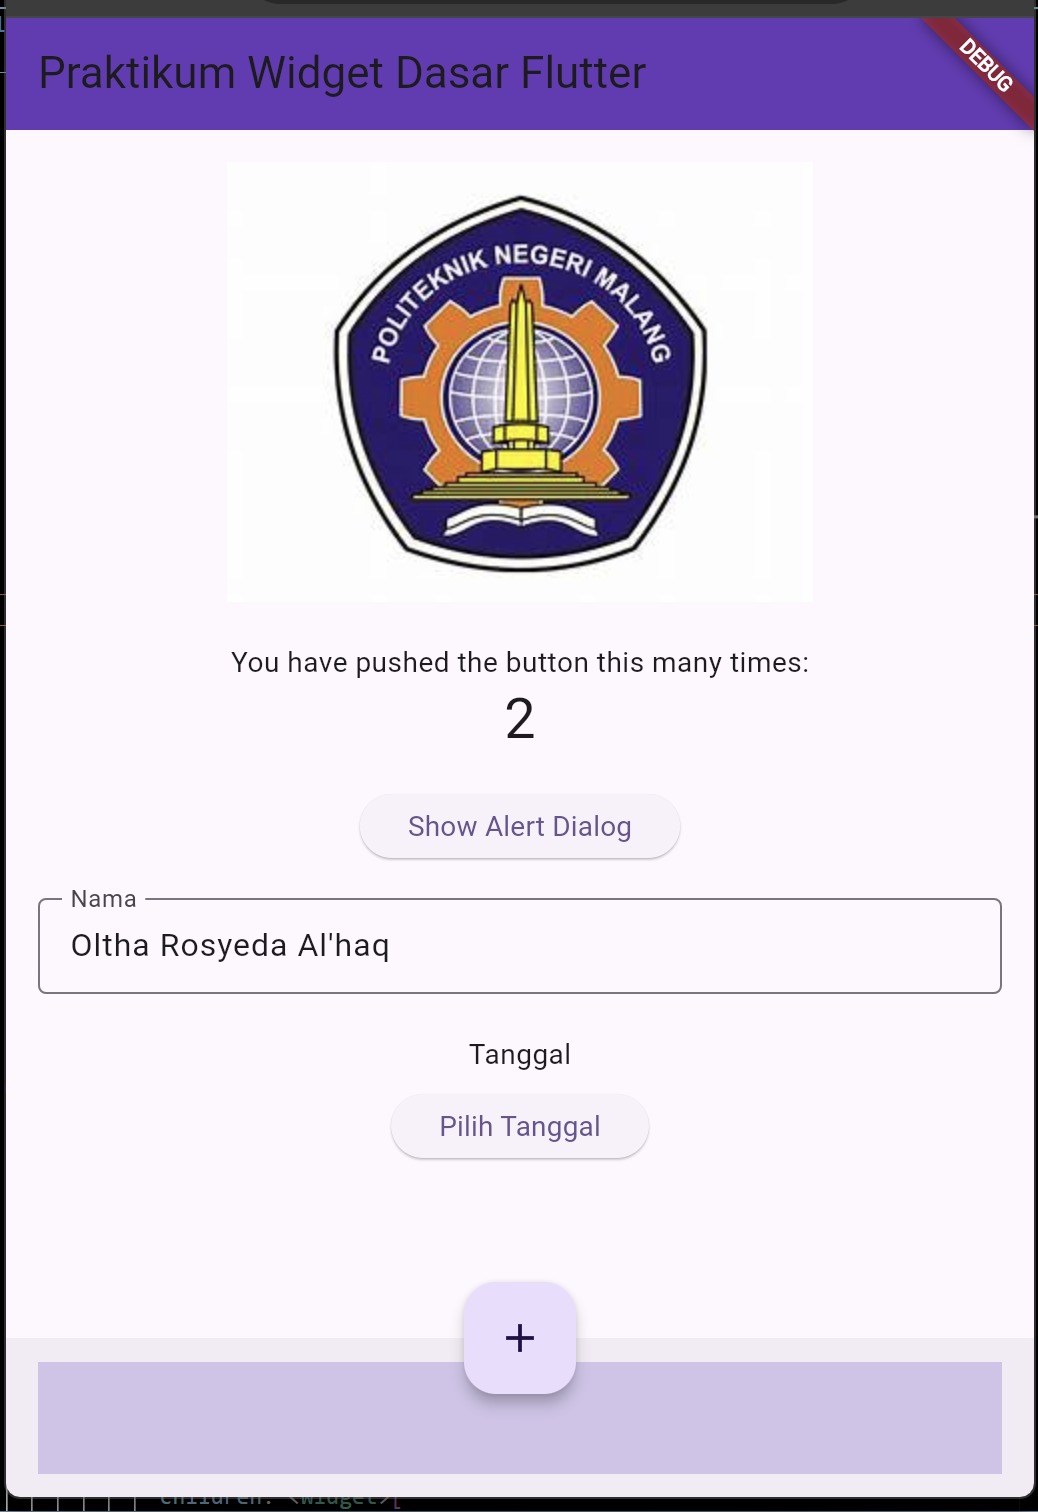 Praktikum Widget Dasar Flutter
DEBUG
POLITEKNIK NEGERI MALANG
You have pushed the button this many times:
2
Show Alert Dialog
Nama
Oltha Rosyeda Al'haq
Tanggal
Pilih Tanggal
+
children: <Widget>[